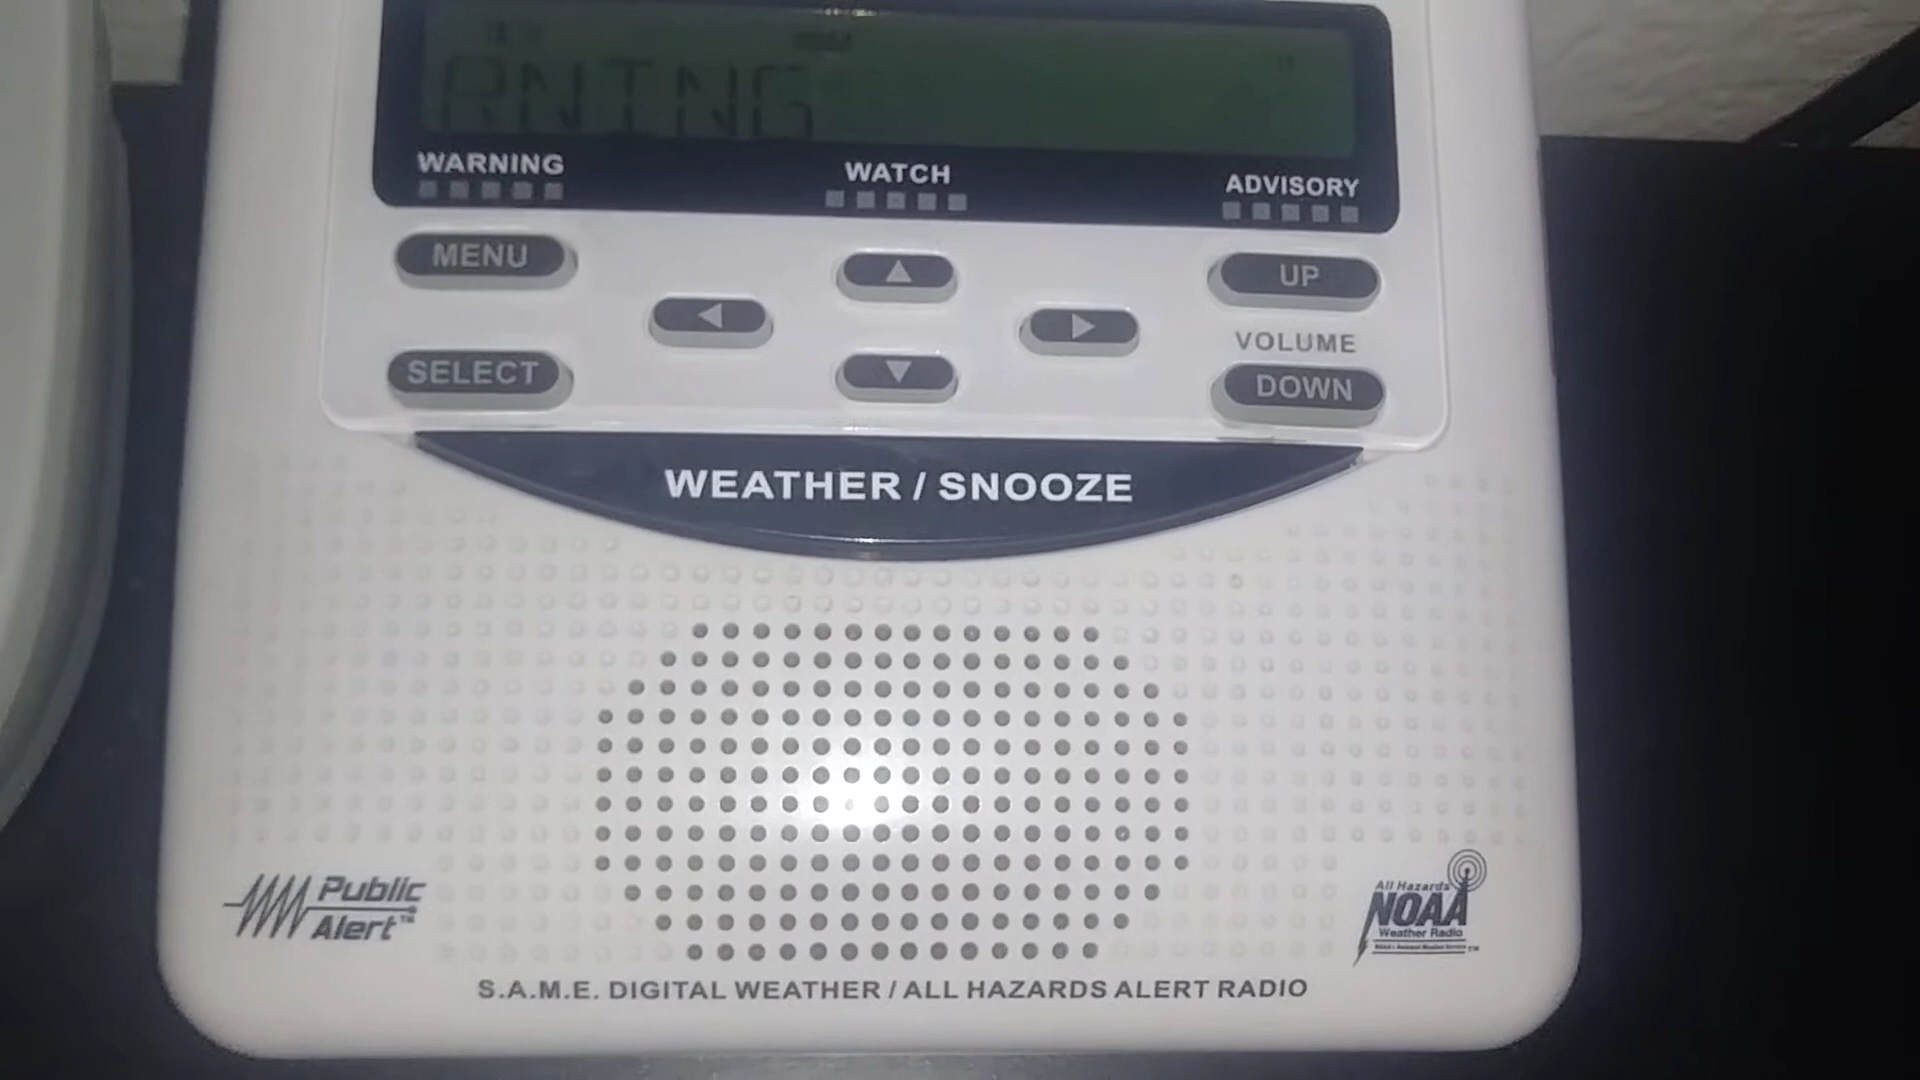 RNING
WARNING
WATCH
ADVISORY
MENU
UP
VOLUME
SELECT
DOWN
WEATHER / SNOOZE
Public
Alert™
All Hazards
NOAA
Weather Radio
S.A.M.E. DIGITAL WEATHER / ALL HAZARDS ALERT RADIO